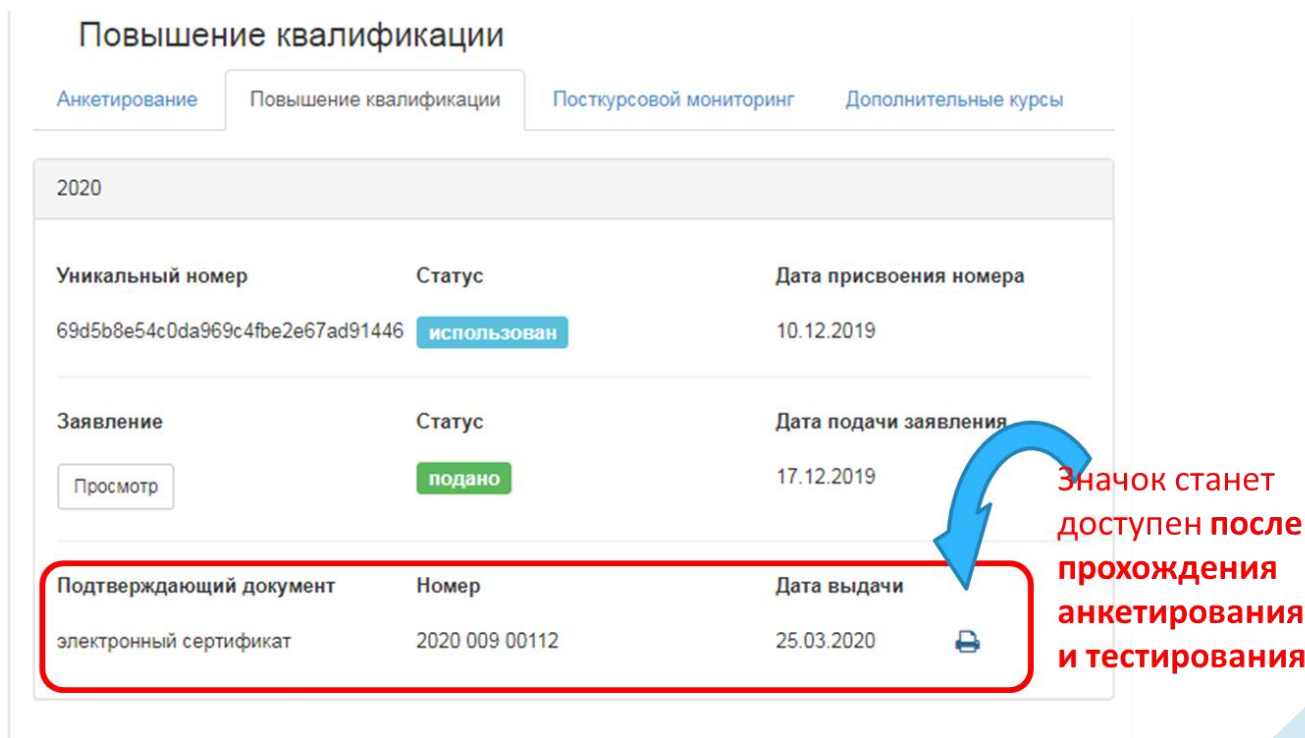 Повышение квалификации
Анкетирование Повышение квалификации Посткурсовой мониторинг Дополнительные курсы
2020
Уникальный номер Статус Дата присвоения номера
69d5b8e54c0da969c4fbe2e67ad91446 использован 10.12.2019
Заявление Статус Дата подачи заявления
Просмотр подано 17.12.2019
Значок станет
доступен после
прохождения
анкетирования
и тестирования
Подтверждающий документ Номер Дата выдачи
электронный сертификат 2020 009 00112 25.03.2020